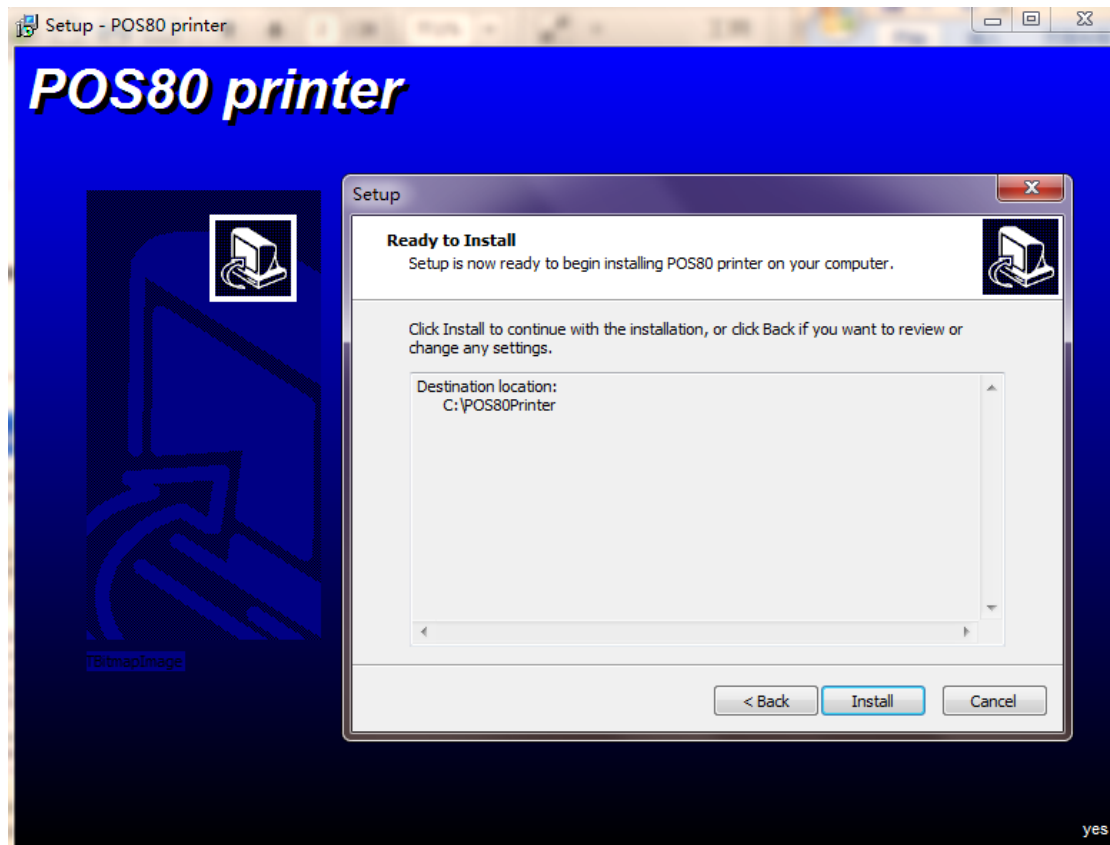 Setup - POS80 printer
POS80 printer
Setup
Ready to Install
Setup is now ready to begin installing POS80 printer on your computer.
Click Install to continue with the installation, or click Back if you want to review or
change any settings.
Destination location:
C:\POS80Printer
TBitmapImage
< Back
Install
Cancel
yes